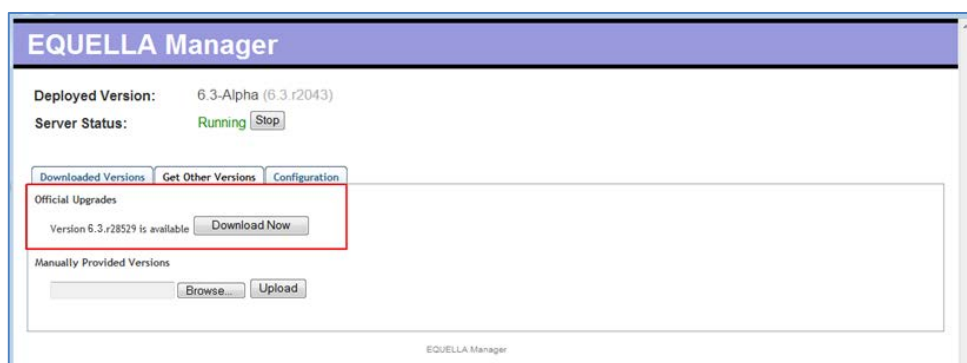 EQUELLA Manager
Deployed Version: 6.3-Alpha (6.3.r2043)
Server Status: Running Stop
Downloaded Versions Get Other Versions Configuration
Official Upgrades
Version 6.3.r28529 is available Download Now
Manually Provided Versions
Browse... Upload
EQUELLA Manager